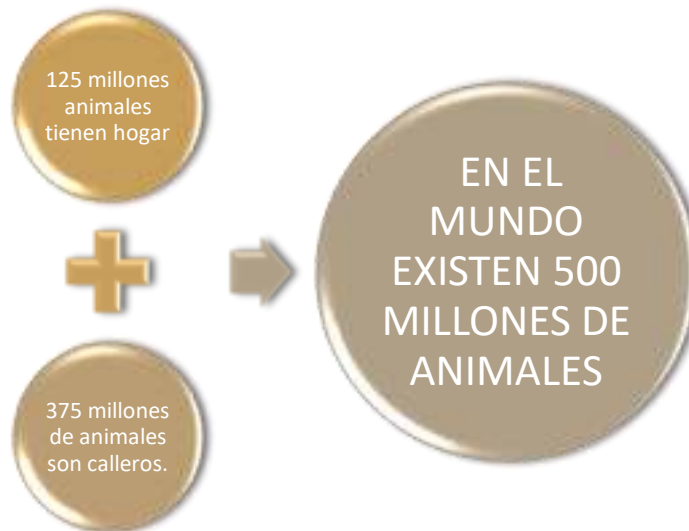 125 millones
animales
tienen hogar
375 millones
de animales
son calleros.
EN EL
MUNDO
EXISTEN 500
MILLONES DE
ANIMALES